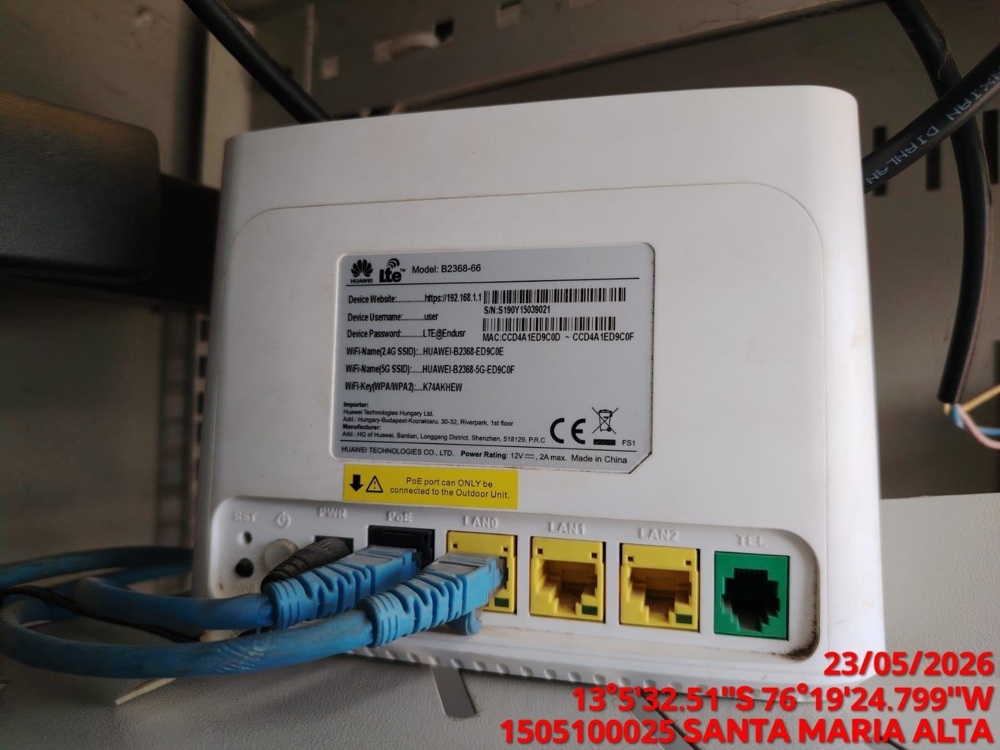 XIAN DIANLAN
HUAWEI
Lte™ Model: B2368-66
Device Website:..............https://192.168.1.1
S/N:S190Y15039021
Device Username:...........user
Device Password:...........LTE@Endusr
MAC:CCD4A1ED9C0D ~ CCD4A1ED9C0F
WiFi-Name(2.4G SSID):...HUAWEI-B2368-ED9C0E
WiFi-Name(5G SSID):......HUAWEI-B2368-5G-ED9C0F
WiFi-Key(WPA/WPA2):....K74AKHEW
Importer:
Huawei Technologies Hungary Ltd.
Add.: Hungary-Budapest-Kozraktaru. 30-32, Riverpark, 1st floor
Manufacturer:
Add.: HQ of Huawei, Bantian, Longgang District, Shenzhen, 518129, P.R.C
CE
FS1
HUAWEI TECHNOLOGIES CO., LTD. Power Rating: 12V⎓, 2A max. Made in China
PoE port can ONLY be
connected to the Outdoor Unit.
RST PWR PoE LAN0 LAN1 LAN2 TEL
23/05/2026
13°5'32.51"S 76°19'24.799"W
1505100025 SANTA MARIA ALTA